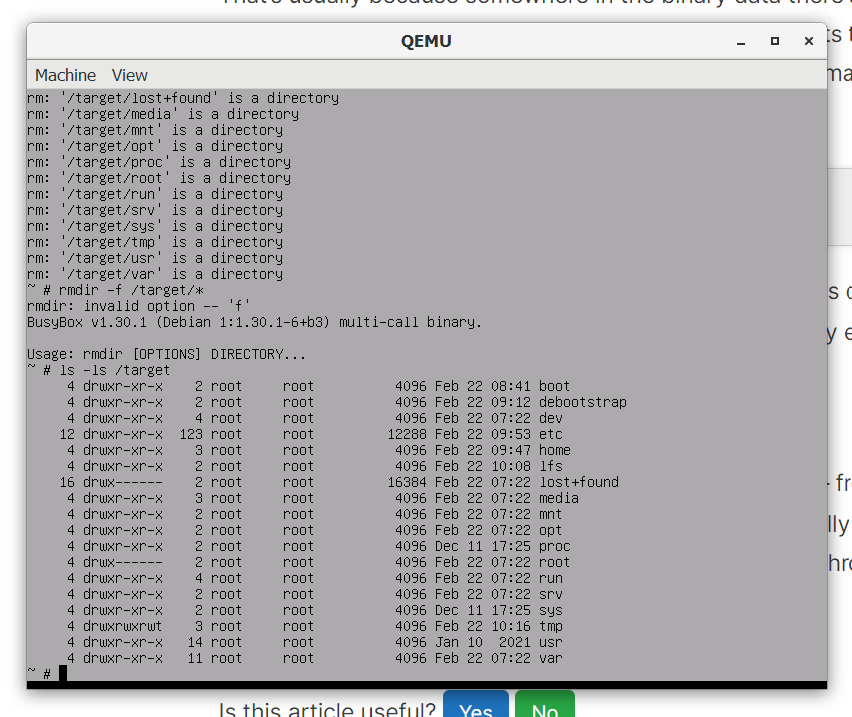 QEMU
Machine View
rm: '/target/lost+found' is a directory
rm: '/target/media' is a directory
rm: '/target/mnt' is a directory
rm: '/target/opt' is a directory
rm: '/target/proc' is a directory
rm: '/target/root' is a directory
rm: '/target/run' is a directory
rm: '/target/srv' is a directory
rm: '/target/sys' is a directory
rm: '/target/tmp' is a directory
rm: '/target/usr' is a directory
rm: '/target/var' is a directory
~ # rmdir -f /target/*
rmdir: invalid option -- 'f'
BusyBox v1.30.1 (Debian 1:1.30.1-6+b3) multi-call binary.
Usage: rmdir [OPTIONS] DIRECTORY...
~ # ls -ls /target
4 drwxr-xr-x 2 root root 4096 Feb 22 08:41 boot
4 drwxr-xr-x 2 root root 4096 Feb 22 09:12 debootstrap
4 drwxr-xr-x 4 root root 4096 Feb 22 07:22 dev
12 drwxr-xr-x 123 root root 12288 Feb 22 09:53 etc
4 drwxr-xr-x 3 root root 4096 Feb 22 09:47 home
4 drwxr-xr-x 2 root root 4096 Feb 22 10:08 lfs
16 drwx------ 2 root root 16384 Feb 22 07:22 lost+found
4 drwxr-xr-x 3 root root 4096 Feb 22 07:22 media
4 drwxr-xr-x 2 root root 4096 Feb 22 07:22 mnt
4 drwxr-xr-x 2 root root 4096 Feb 22 07:22 opt
4 drwxr-xr-x 2 root root 4096 Dec 11 17:25 proc
4 drwx------ 2 root root 4096 Feb 22 07:22 root
4 drwxr-xr-x 4 root root 4096 Feb 22 07:22 run
4 drwxr-xr-x 2 root root 4096 Feb 22 07:22 srv
4 drwxr-xr-x 2 root root 4096 Dec 11 17:25 sys
4 drwxrwxrwt 3 root root 4096 Feb 22 10:16 tmp
4 drwxr-xr-x 14 root root 4096 Jan 10 2021 usr
4 drwxr-xr-x 11 root root 4096 Feb 22 07:22 var
~ #
Is this article useful? Yes No